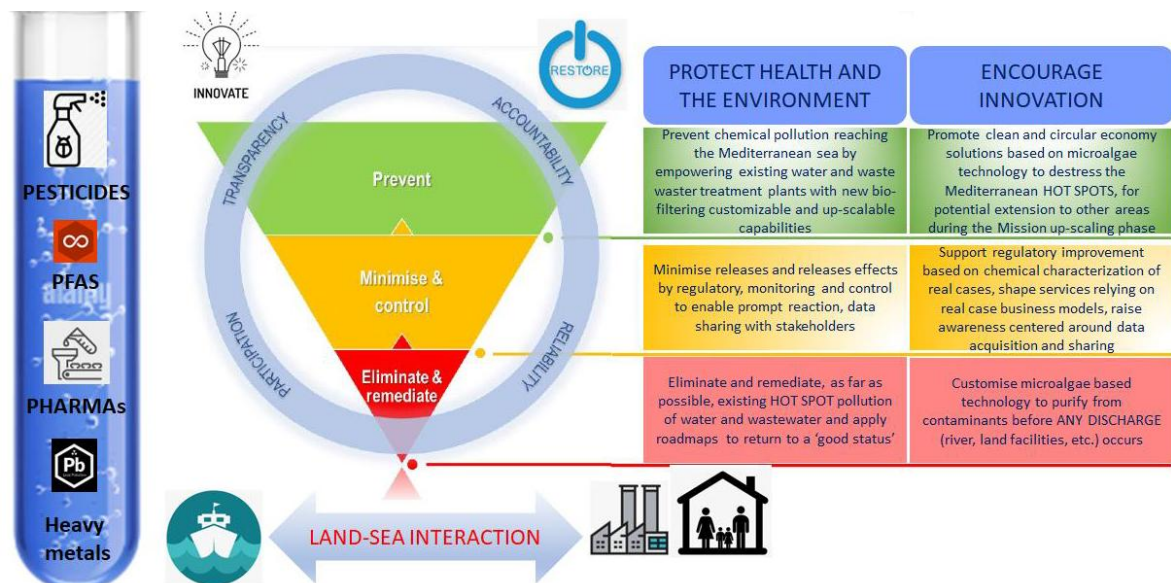 PESTICIDES
PFAS
PHARMAs
Pb
Heavy
metals
INNOVATE
RESTORE
TRANSPARENCY
ACCOUNTABILITY
PARTICIPATION
RELIABILITY
Prevent
Minimise &
control
Eliminate &
remediate
LAND-SEA INTERACTION
PROTECT HEALTH AND
THE ENVIRONMENT
Prevent chemical pollution reaching
the Mediterranean sea by
empowering existing water and waste
waster treatment plants with new bio-
filtering customizable and up-scalable
capabilities
Minimise releases and releases effects
by regulatory, monitoring and control
to enable prompt reaction, data
sharing with stakeholders
Eliminate and remediate, as far as
possible, existing HOT SPOT pollution
of water and wastewater and apply
roadmaps to return to a ‘good status’
ENCOURAGE
INNOVATION
Promote clean and circular economy
solutions based on microalgae
technology to destress the
Mediterranean HOT SPOTS, for
potential extension to other areas
during the Mission up-scaling phase
Support regulatory improvement
based on chemical characterization of
real cases, shape services relying on
real case business models, raise
awareness centered around data
acquisition and sharing
Customise microalgae based
technology to purify from
contaminants before ANY DISCHARGE
(river, land facilities, etc.) occurs